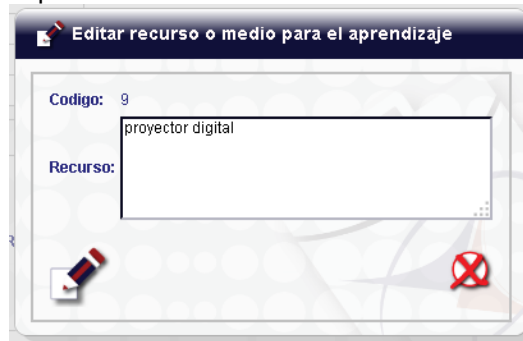 Editar recurso o medio para el aprendizaje
Codigo: 9
proyector digital
Recurso: